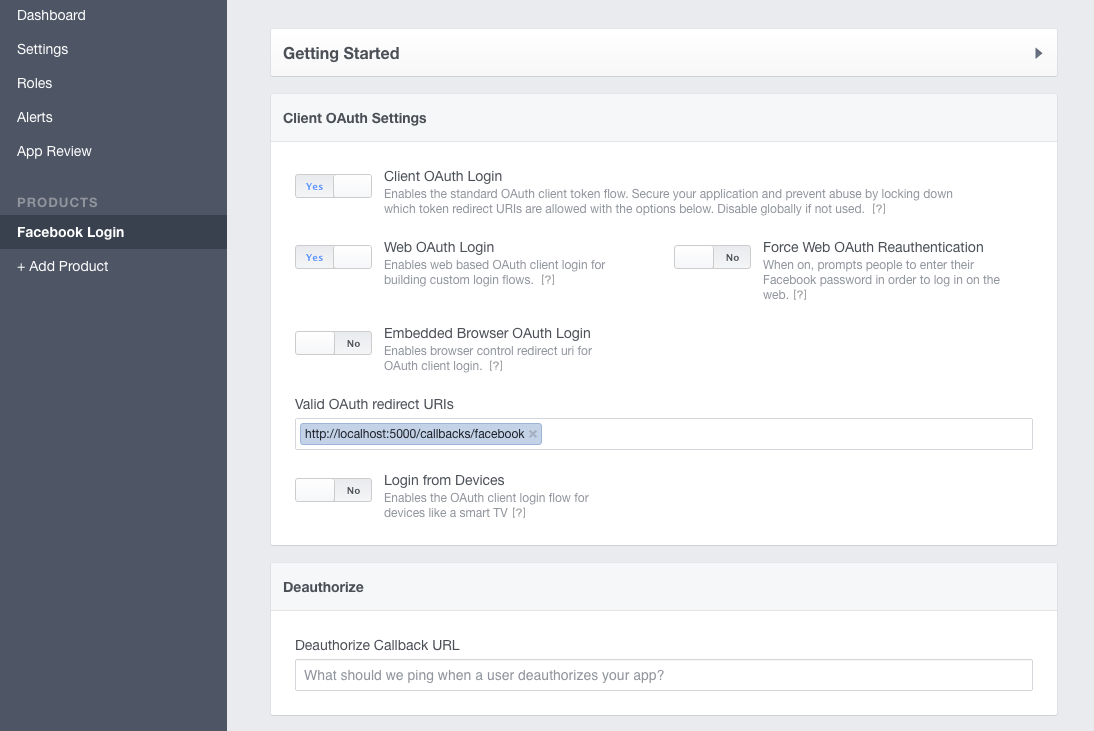 Dashboard
Settings
Roles
Alerts
App Review
PRODUCTS
Facebook Login
+ Add Product
Getting Started
Client OAuth Settings
Yes
Client OAuth Login
Enables the standard OAuth client token flow. Secure your application and prevent abuse by locking down
which token redirect URIs are allowed with the options below. Disable globally if not used. [?]
Yes
Web OAuth Login
Enables web based OAuth client login for
building custom login flows. [?]
No
Force Web OAuth Reauthentication
When on, prompts people to enter their
Facebook password in order to log in on the
web. [?]
No
Embedded Browser OAuth Login
Enables browser control redirect uri for
OAuth client login. [?]
Valid OAuth redirect URIs
http://localhost:5000/callbacks/facebook ×
No
Login from Devices
Enables the OAuth client login flow for
devices like a smart TV [?]
Deauthorize
Deauthorize Callback URL
What should we ping when a user deauthorizes your app?